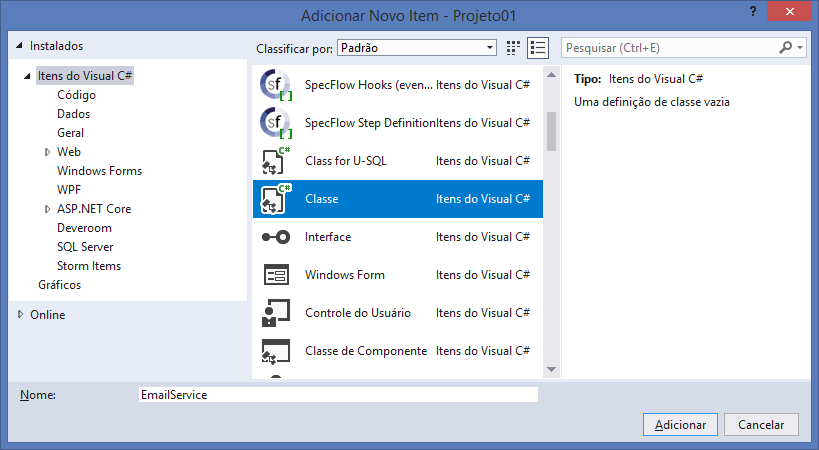 Adicionar Novo Item - Projeto01
?
Instalados
Classificar por: Padrão
Pesquisar (Ctrl+E)
Itens do Visual C#
Código
Dados
Geral
Web
Windows Forms
WPF
ASP.NET Core
Deveroom
SQL Server
Storm Items
Gráficos
Online
SpecFlow Hooks (even... Itens do Visual C#
SpecFlow Step Definition Itens do Visual C#
Class for U-SQL Itens do Visual C#
Classe Itens do Visual C#
Interface Itens do Visual C#
Windows Form Itens do Visual C#
Controle do Usuário Itens do Visual C#
Classe de Componente Itens do Visual C#
Tipo: Itens do Visual C#
Uma definição de classe vazia
Nome: EmailService
Adicionar Cancelar